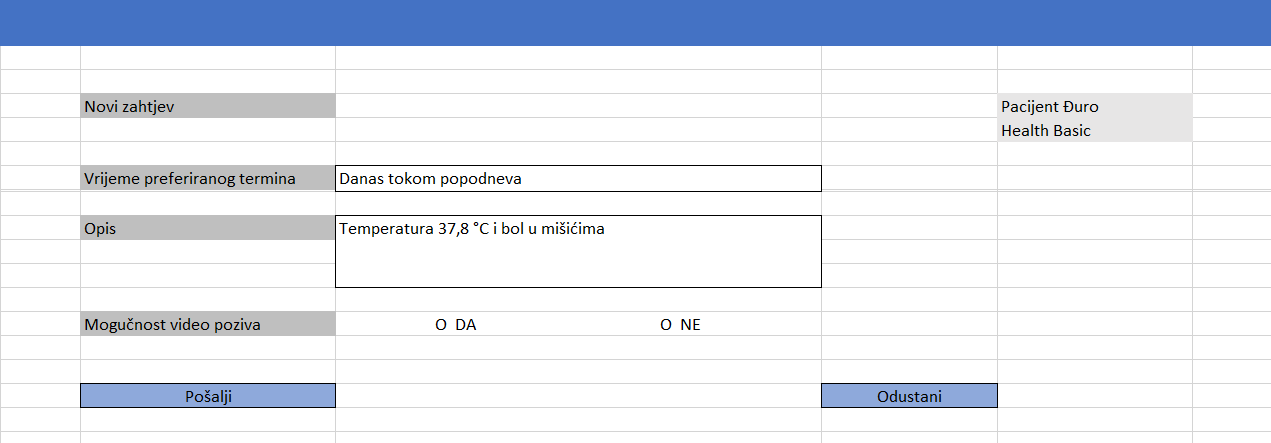 Novi zahtjev
Pacijent Đuro
Health Basic
Vrijeme preferiranog termina
Danas tokom popodneva
Opis
Temperatura 37,8 °C i bol u mišićima
Mogučnost video poziva
O DA
O NE
Pošalji
Odustani